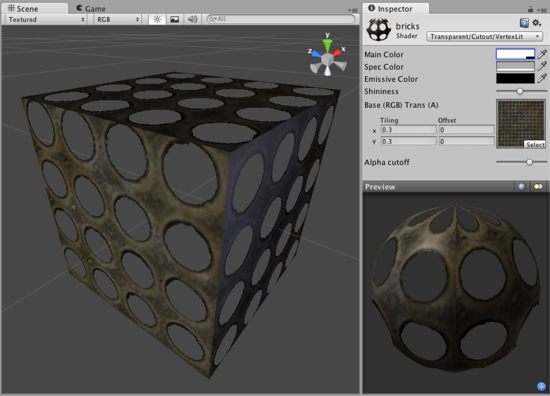 Scene
Game
Textured
RGB
All
y
x
z
Inspector
bricks
Shader
Transparent/Cutout/VertexLit
Main Color
Spec Color
Emissive Color
Shininess
Base (RGB) Trans (A)
Tiling Offset
x 0.3 0
y 0.3 0
Select
Alpha cutoff
Preview